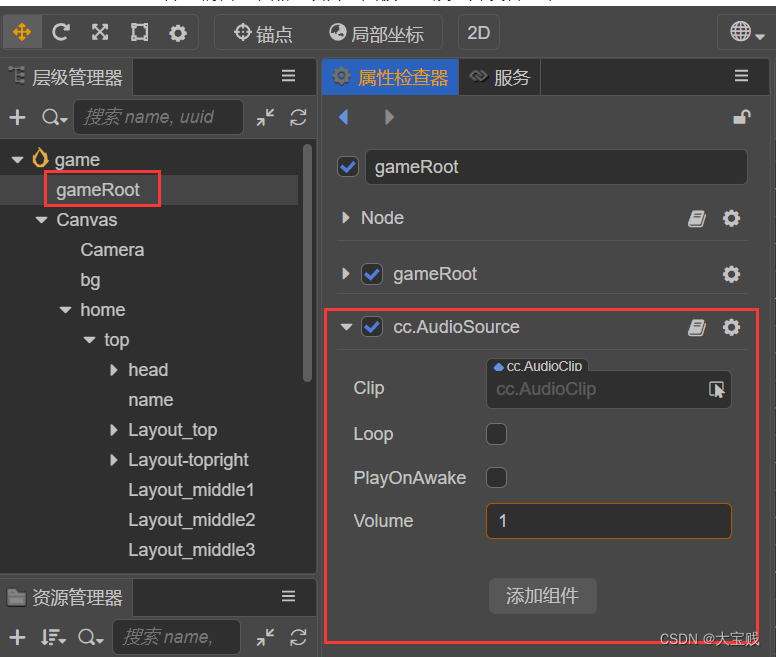 锚点 局部坐标 2D
层级管理器
搜索 name, uuid
game
gameRoot
Canvas
Camera
bg
home
top
head
name
Layout_top
Layout-topright
Layout_middle1
Layout_middle2
Layout_middle3
资源管理器
搜索 name,
属性检查器 服务
gameRoot
Node
gameRoot
cc.AudioSource
cc.AudioClip
Clip cc.AudioClip
Loop
PlayOnAwake
Volume 1
添加组件
CSDN @大宝贱